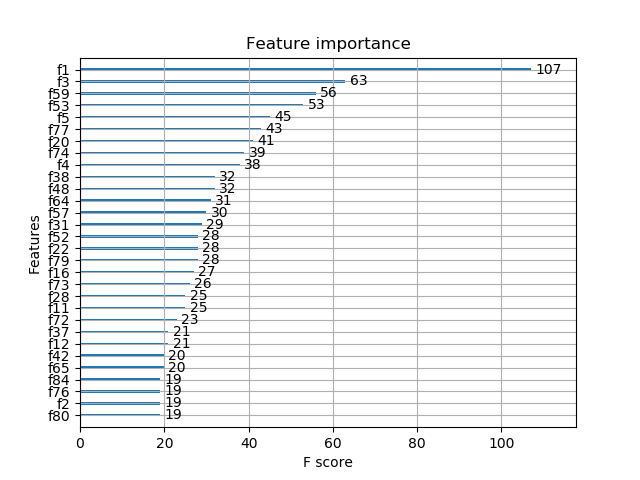 Feature importance
f1 107
f3 63
f59 56
f53 53
f5 45
f77 43
f20 41
f74 39
f4 38
f38 32
f48 32
f64 31
f57 30
f31 29
f52 28
f22 28
f79 28
f16 27
f73 26
f28 25
f11 25
f72 23
f37 21
f12 21
f42 20
f65 20
f84 19
f76 19
f2 19
f80 19
Features
0 20 40 60 80 100
F score